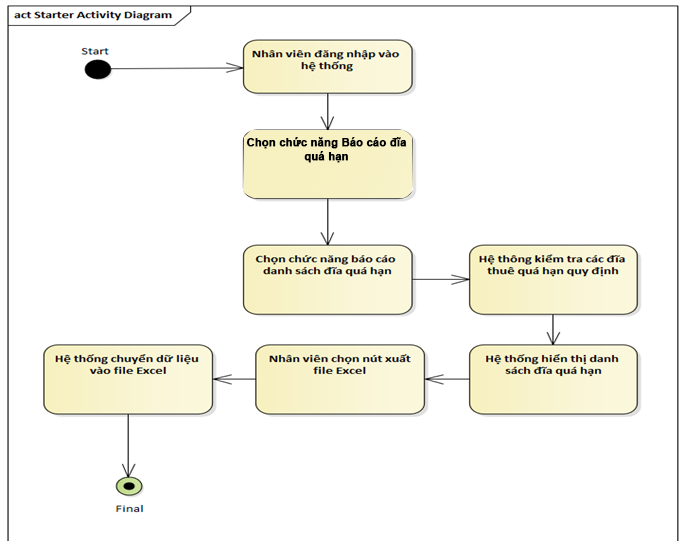 act Starter Activity Diagram
Start
Nhân viên đăng nhập vào
hệ thống
Chọn chức năng Báo cáo đĩa
quá hạn
Chọn chức năng báo cáo
danh sách đĩa quá hạn
Hệ thông kiểm tra các đĩa
thuê quá hạn quy định
Hệ thống hiển thị danh
sách đĩa quá hạn
Nhân viên chọn nút xuất
file Excel
Hệ thống chuyển dữ liệu
vào file Excel
Final